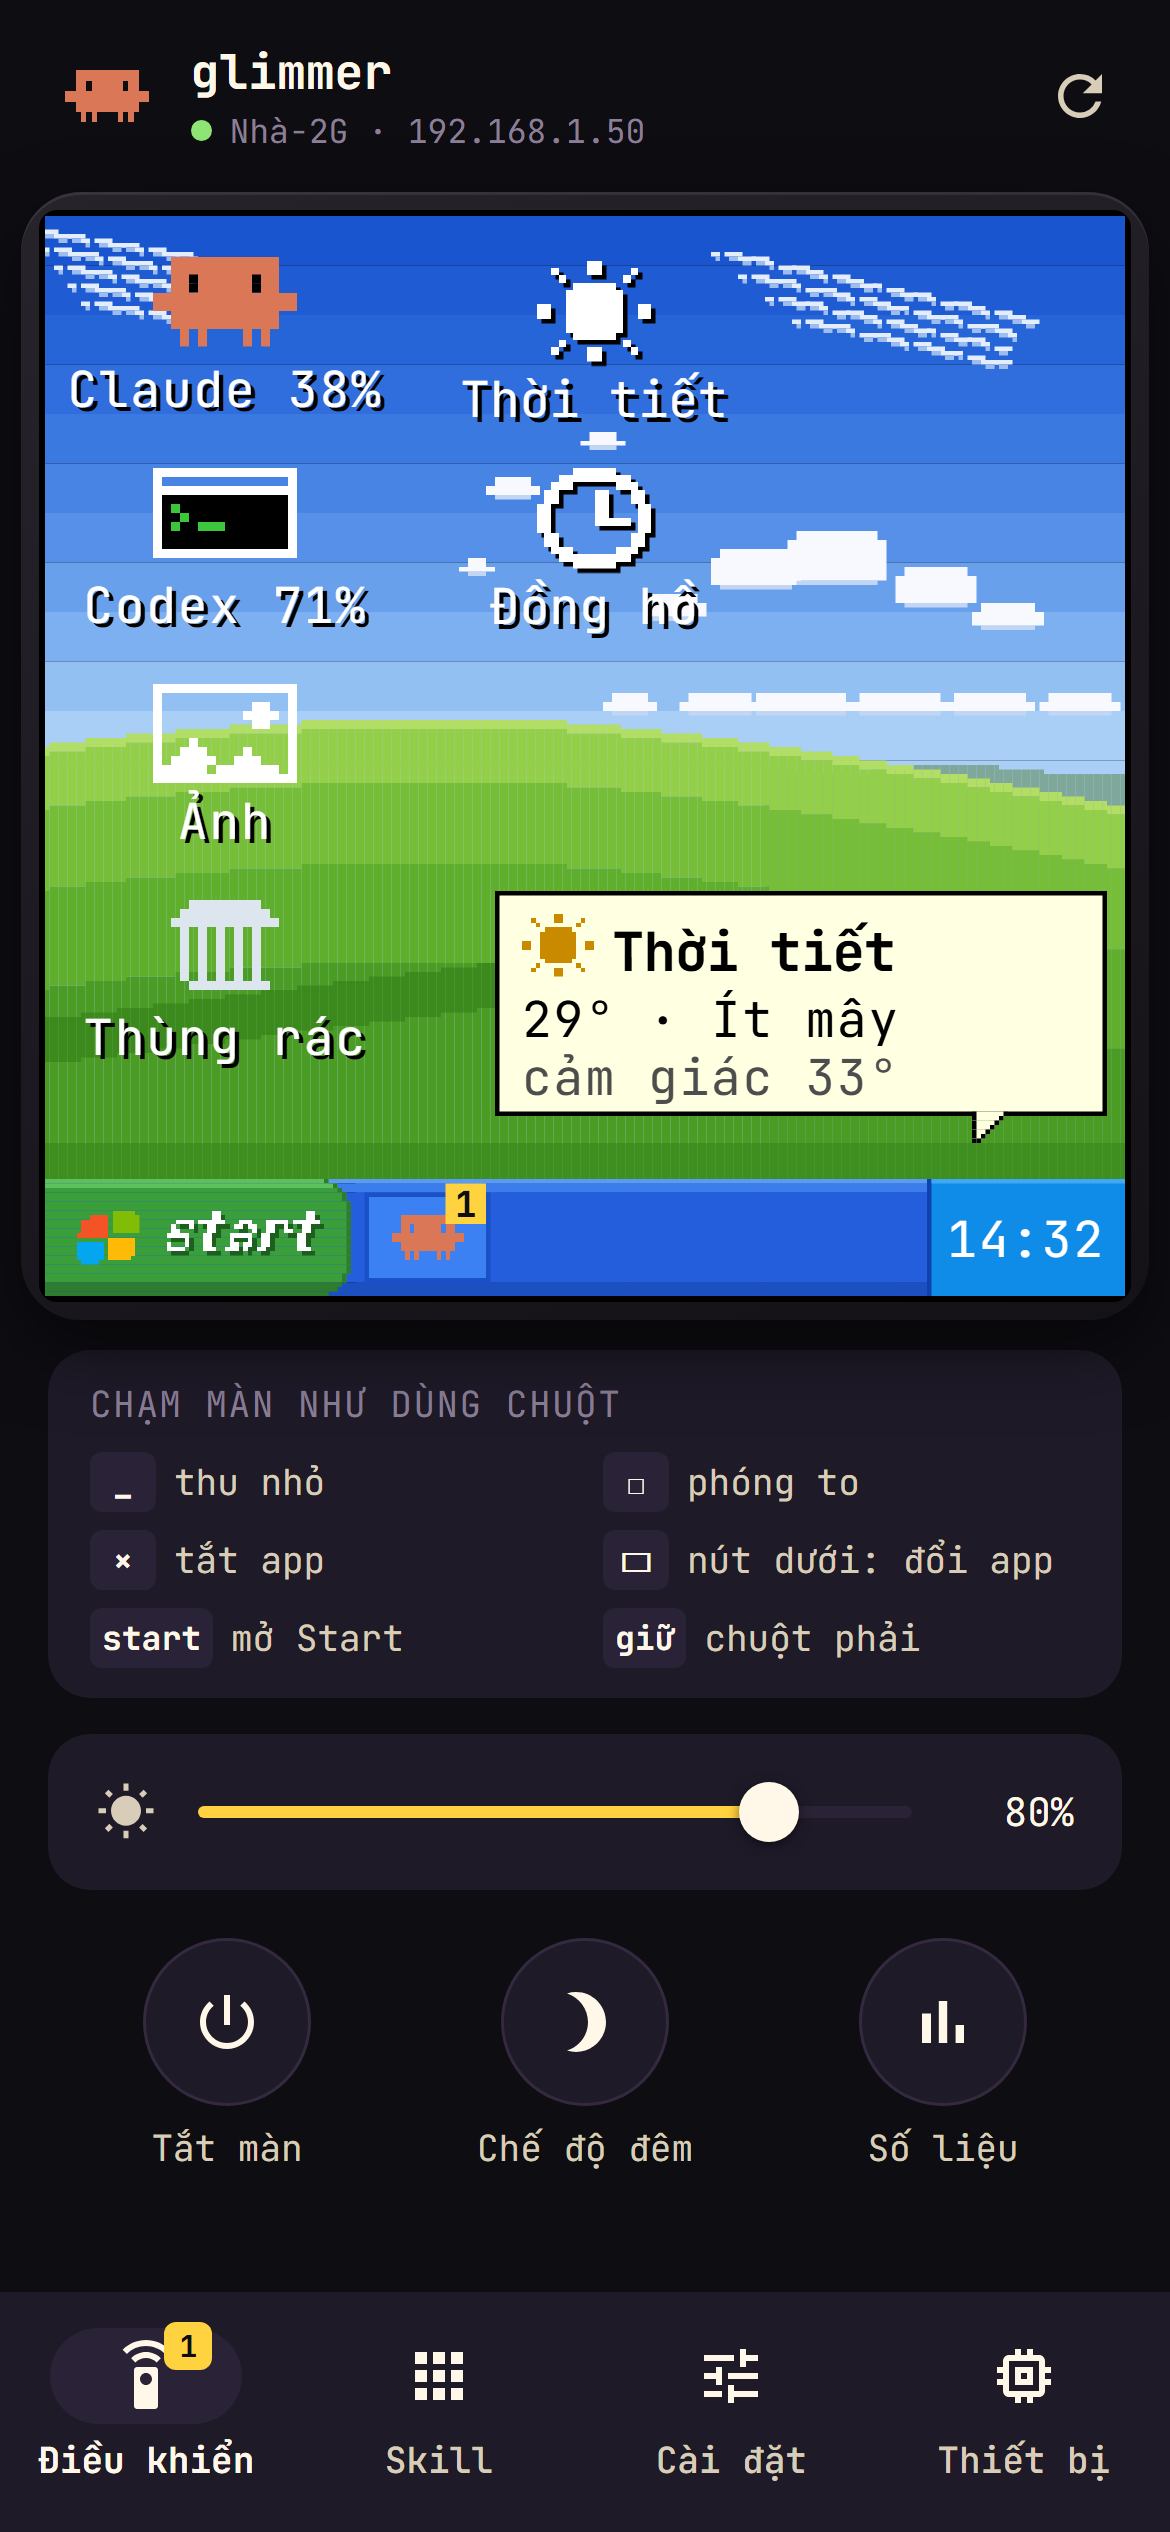 glimmer
Nhà-2G · 192.168.1.50
Claude 38%
Thời tiết
Codex 71%
Đồng hồ
Ảnh
Thùng rác
Thời tiết
29° · Ít mây
cảm giác 33°
start
1
14:32
CHẠM MÀN NHƯ DÙNG CHUỘT
_ thu nhỏ
□ phóng to
× tắt app
▭ nút dưới: đổi app
start mở Start
giữ chuột phải
80%
Tắt màn
Chế độ đêm
Số liệu
1
Điều khiển
Skill
Cài đặt
Thiết bị